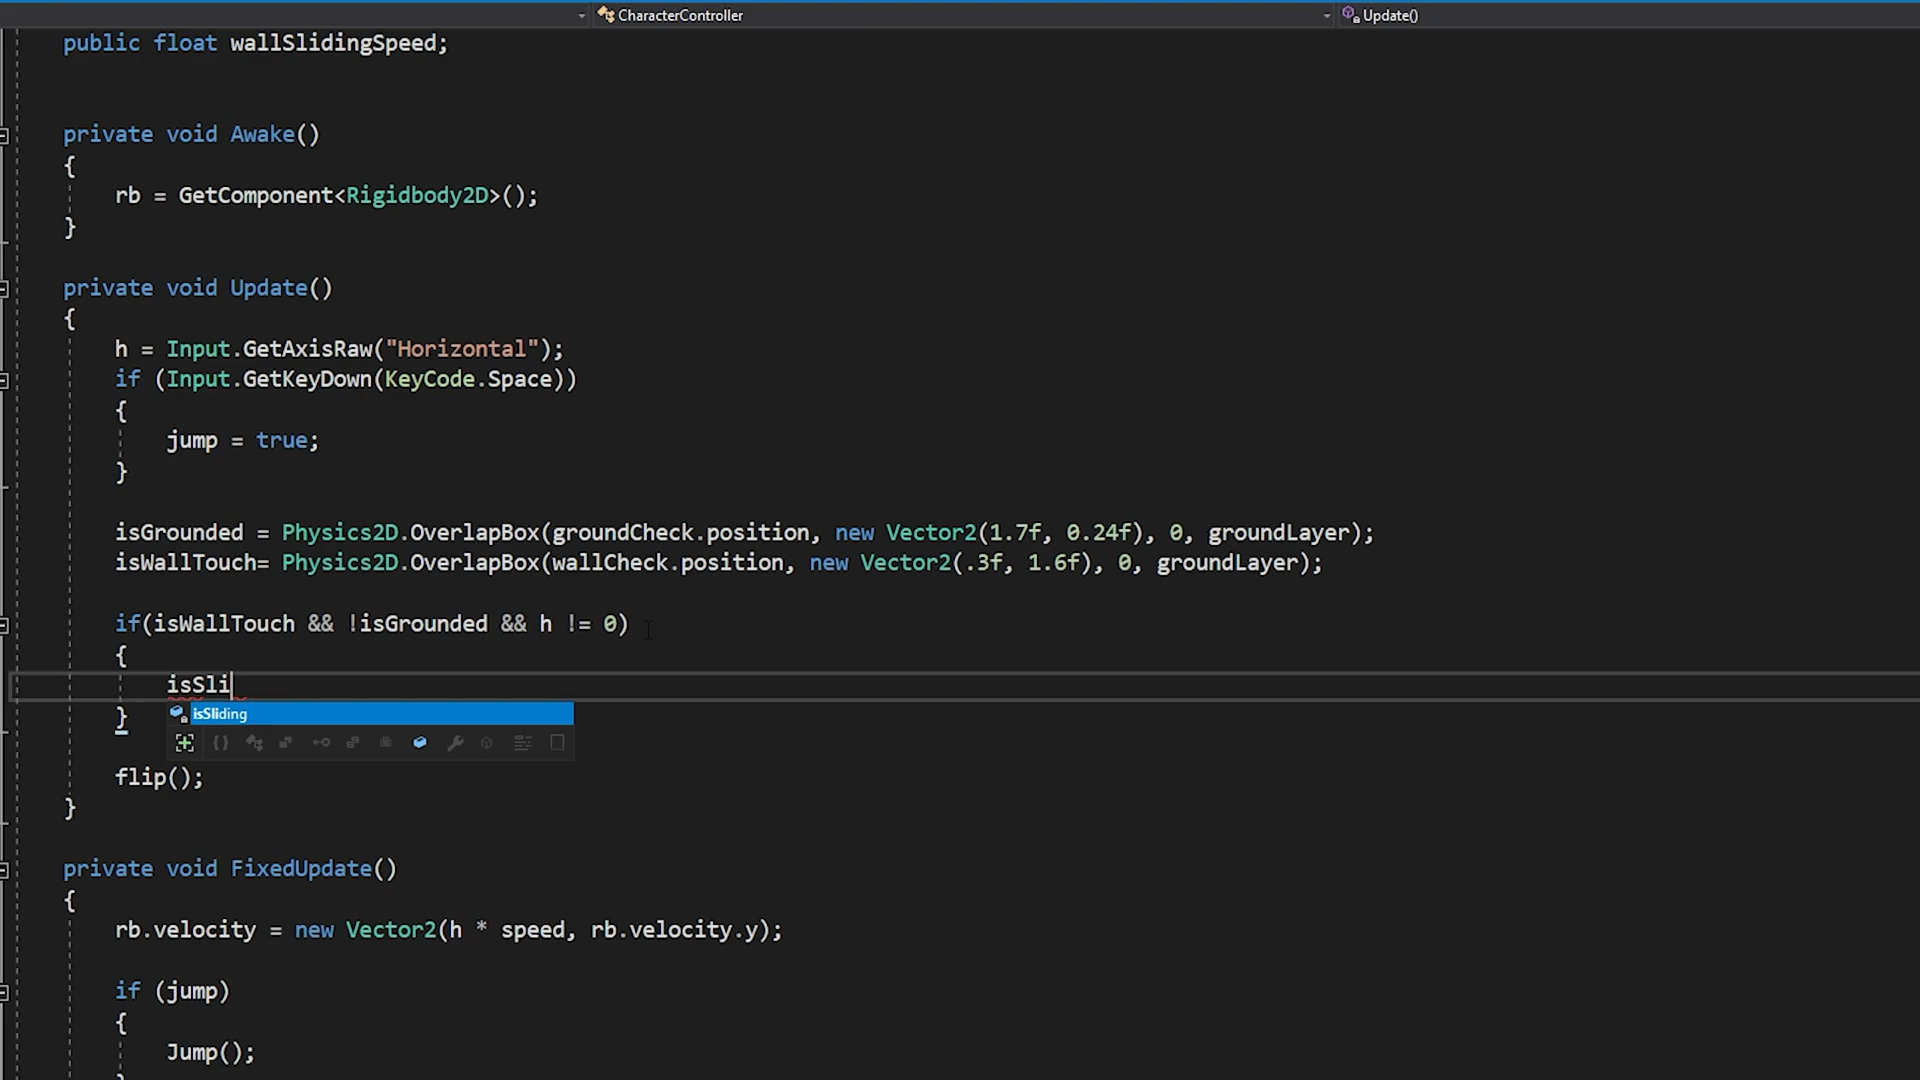 CharacterController Update()
public float wallSlidingSpeed;
private void Awake()
{
rb = GetComponent<Rigidbody2D>();
}
private void Update()
{
h = Input.GetAxisRaw("Horizontal");
if (Input.GetKeyDown(KeyCode.Space))
{
jump = true;
}
isGrounded = Physics2D.OverlapBox(groundCheck.position, new Vector2(1.7f, 0.24f), 0, groundLayer);
isWallTouch= Physics2D.OverlapBox(wallCheck.position, new Vector2(.3f, 1.6f), 0, groundLayer);
if(isWallTouch && !isGrounded && h != 0)
{
isSli
isSliding
}
flip();
}
private void FixedUpdate()
{
rb.velocity = new Vector2(h * speed, rb.velocity.y);
if (jump)
{
Jump();
}